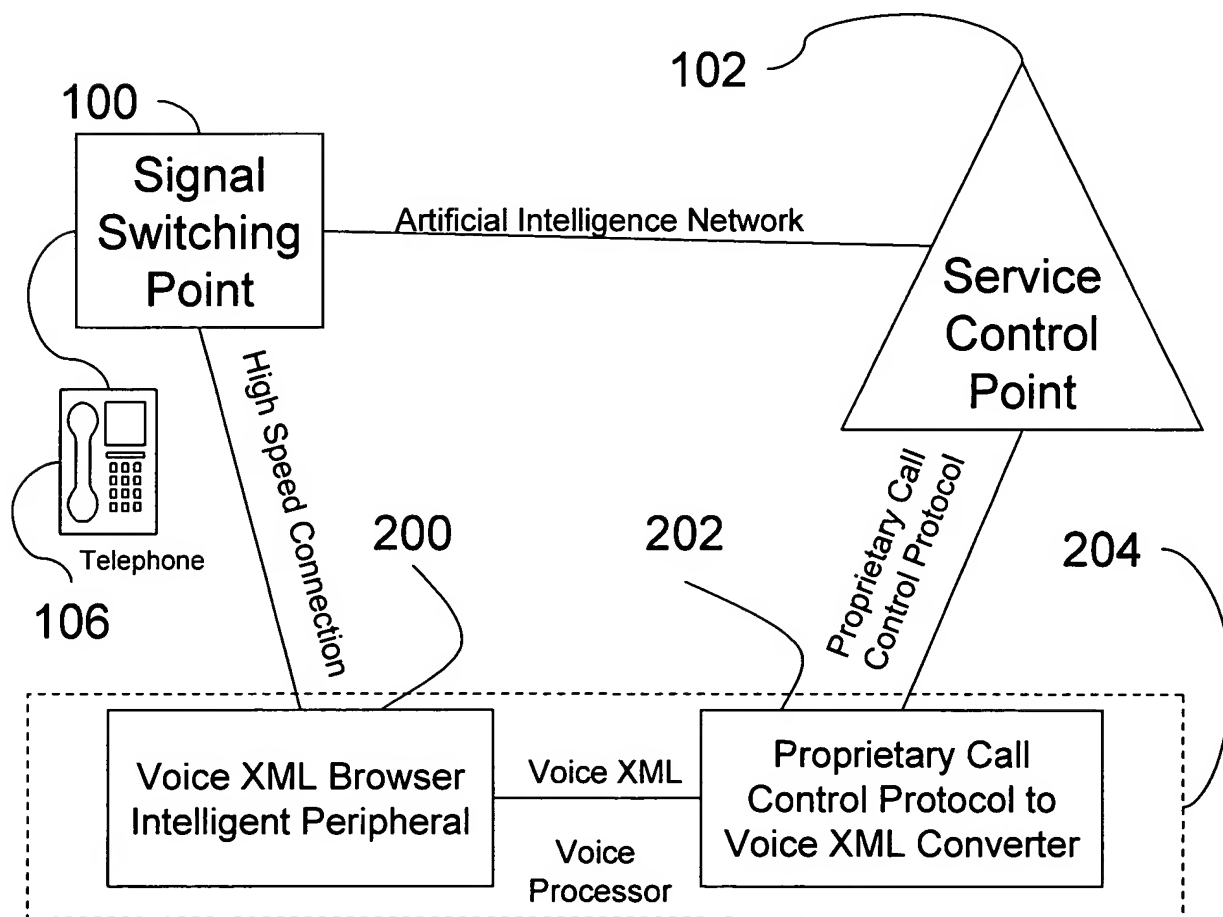 102
100
Signal
Switching
Point
Artificial Intelligence Network
Service
Control
Point
High Speed Connection
Proprietary Call
Control Protocol
Telephone
106
200
202
204
Voice XML Browser
Intelligent Peripheral
Voice XML
Proprietary Call
Control Protocol to
Voice XML Converter
Voice
Processor